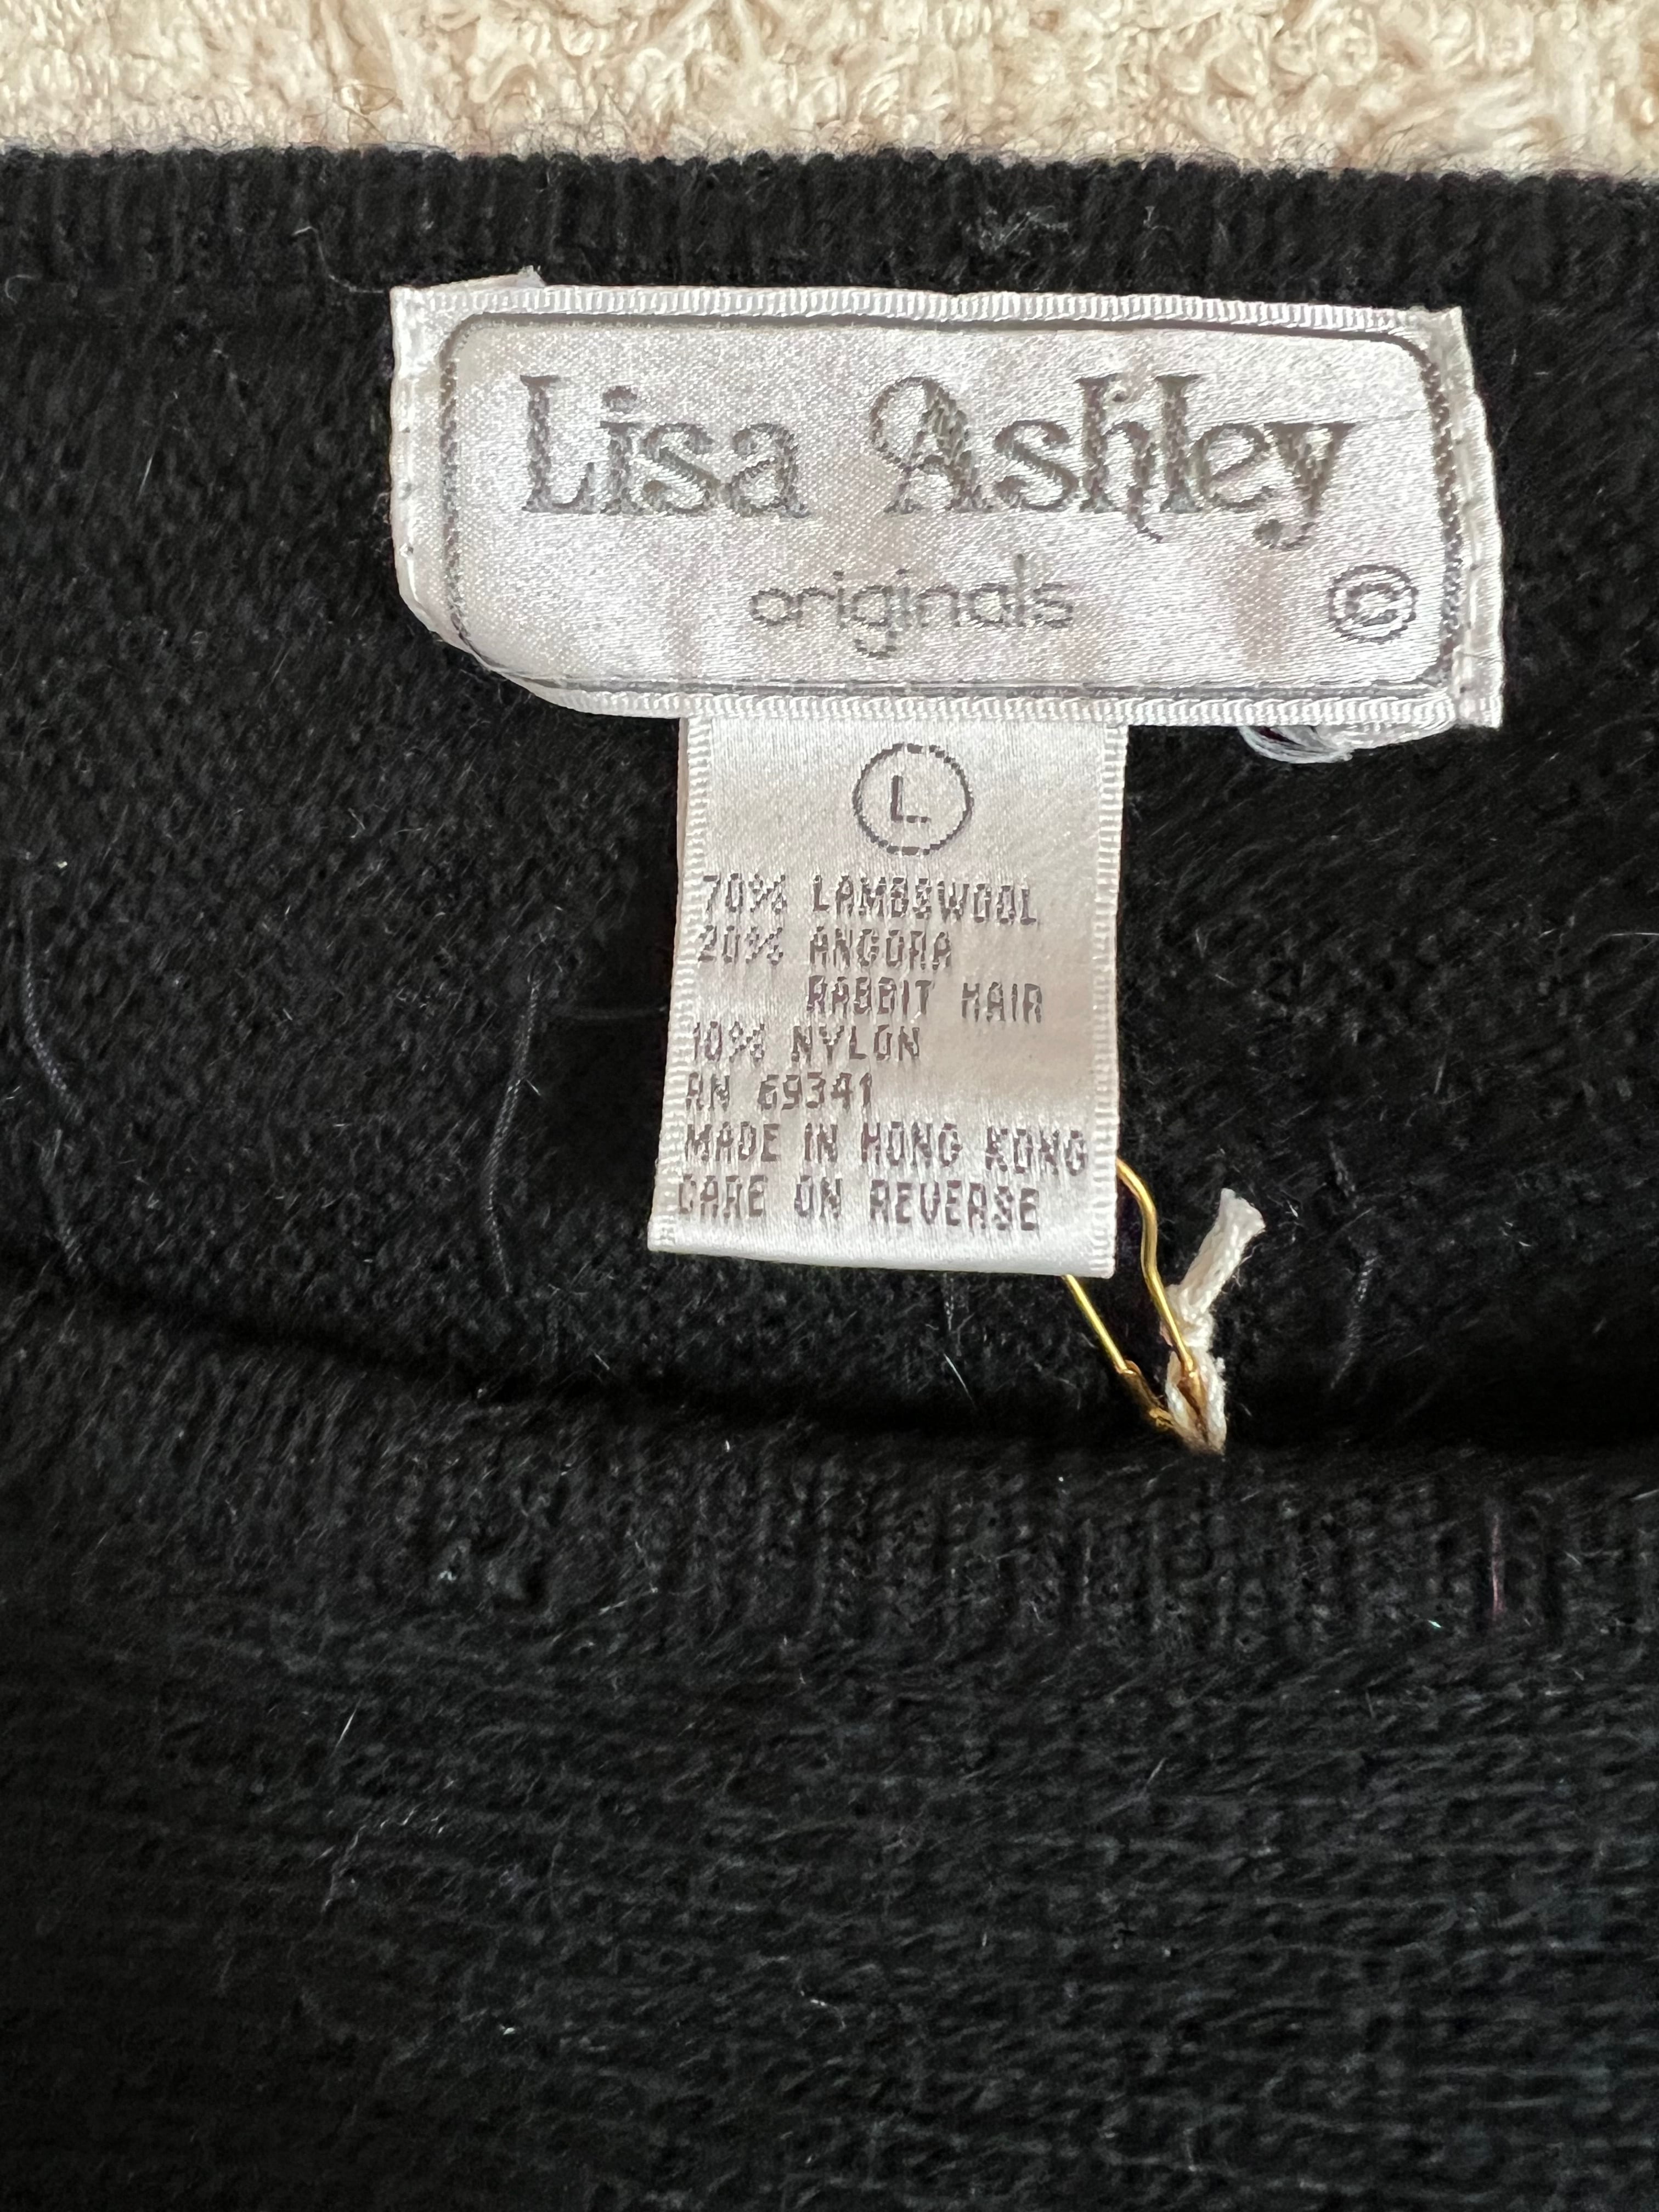 Lisa Ashley
originals
©
L
70% LAMBSWOOL
20% ANGORA
RABBIT HAIR
10% NYLON
RN 69341
MADE IN HONG KONG
CARE ON REVERSE